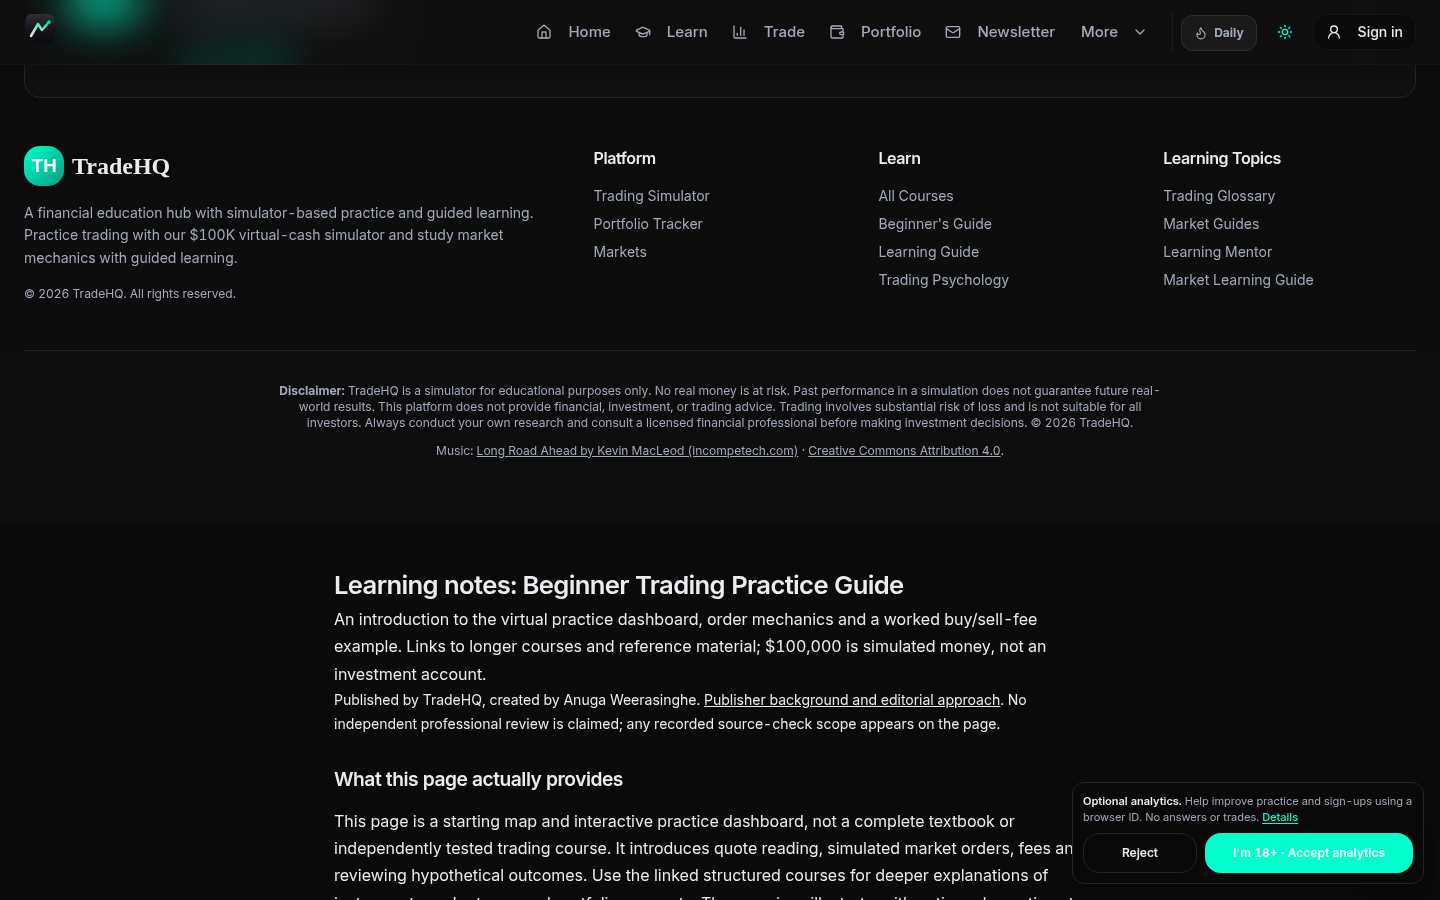 Home
Learn
Trade
Portfolio
Newsletter
More
Daily
Sign in
TH TradeHQ
A financial education hub with simulator-based practice and guided learning.
Practice trading with our $100K virtual-cash simulator and study market
mechanics with guided learning.
© 2026 TradeHQ. All rights reserved.
Platform
Trading Simulator
Portfolio Tracker
Markets
Learn
All Courses
Beginner's Guide
Learning Guide
Trading Psychology
Learning Topics
Trading Glossary
Market Guides
Learning Mentor
Market Learning Guide
Disclaimer: TradeHQ is a simulator for educational purposes only. No real money is at risk. Past performance in a simulation does not guarantee future real-
world results. This platform does not provide financial, investment, or trading advice. Trading involves substantial risk of loss and is not suitable for all
investors. Always conduct your own research and consult a licensed financial professional before making investment decisions. © 2026 TradeHQ.
Music: Long Road Ahead by Kevin MacLeod (incompetech.com) · Creative Commons Attribution 4.0.
Learning notes: Beginner Trading Practice Guide
An introduction to the virtual practice dashboard, order mechanics and a worked buy/sell-fee
example. Links to longer courses and reference material; $100,000 is simulated money, not an
investment account.
Published by TradeHQ, created by Anuga Weerasinghe. Publisher background and editorial approach. No
independent professional review is claimed; any recorded source-check scope appears on the page.
What this page actually provides
This page is a starting map and interactive practice dashboard, not a complete textbook or
independently tested trading course. It introduces quote reading, simulated market orders, fees an
reviewing hypothetical outcomes. Use the linked structured courses for deeper explanations of
Optional analytics. Help improve practice and sign-ups using a
browser ID. No answers or trades. Details
Reject
I'm 18+ · Accept analytics